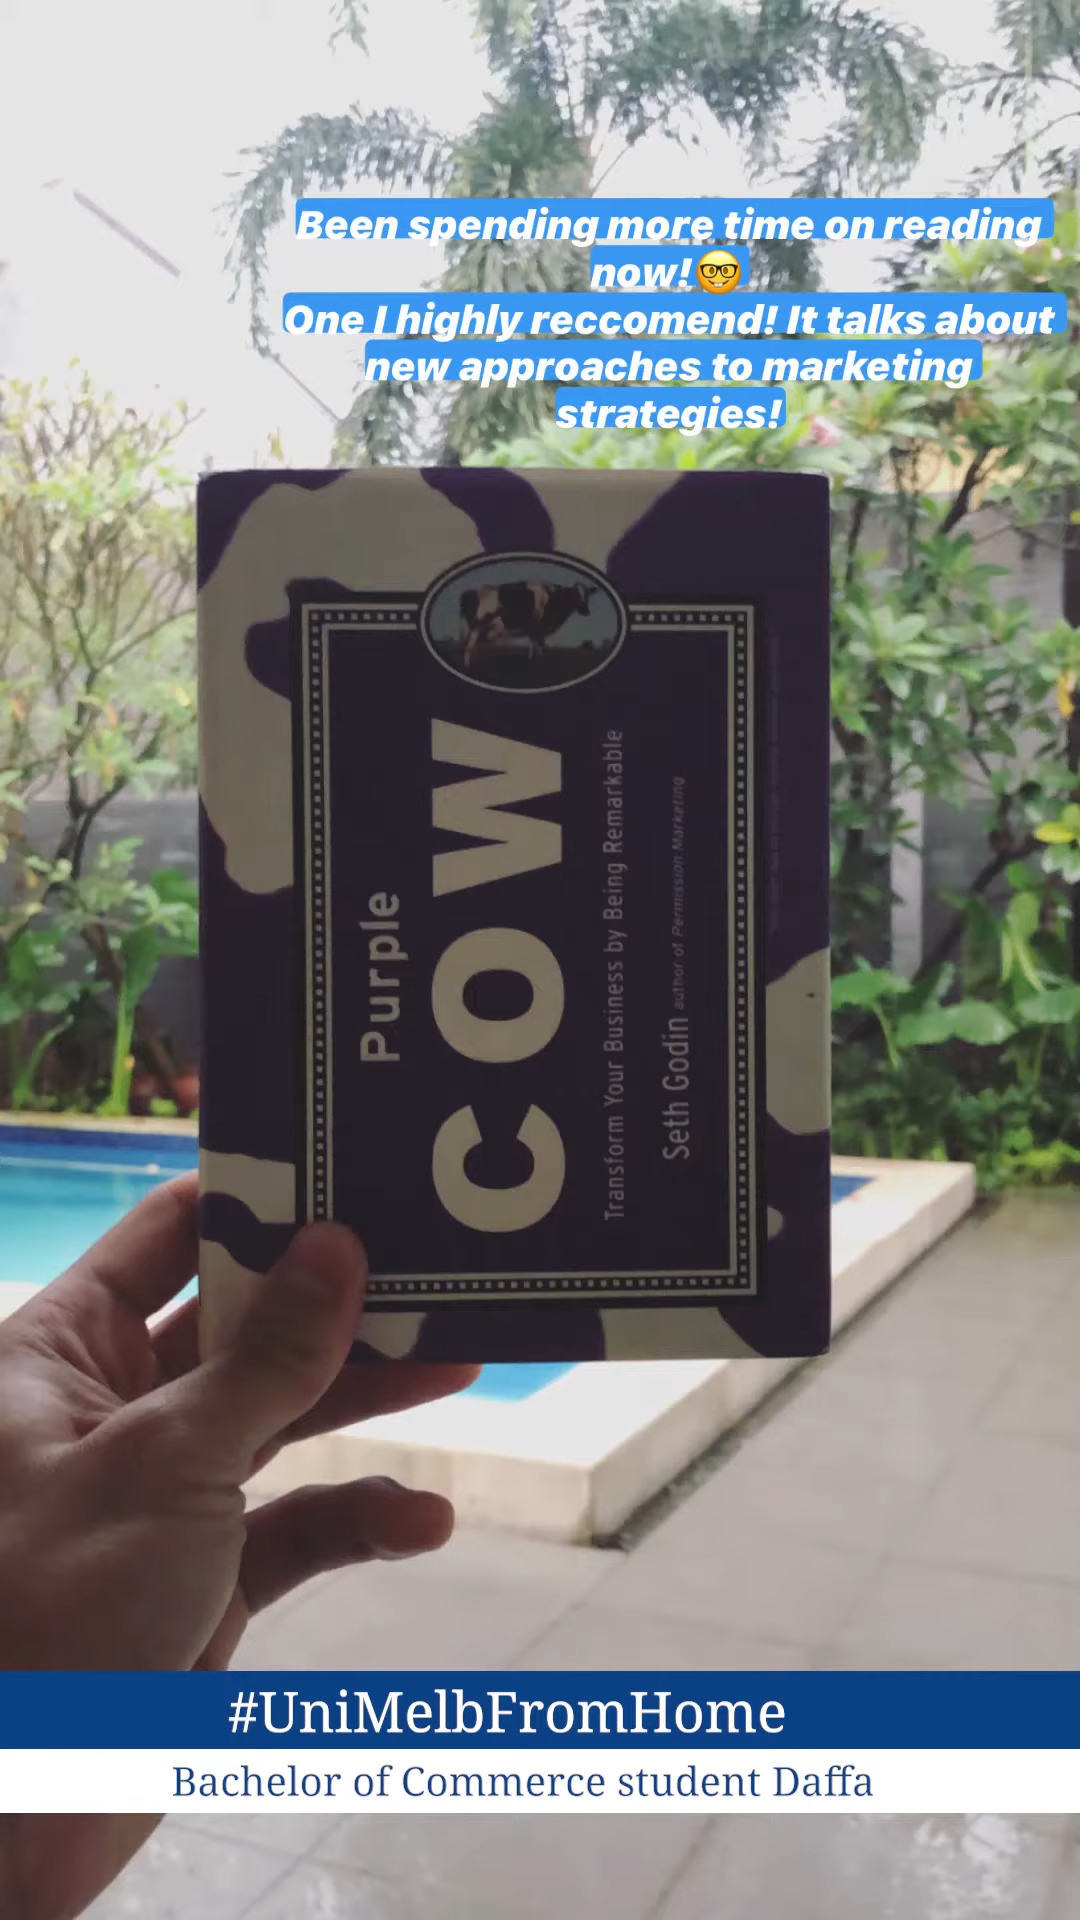 Been spending more time on reading
now!🤓
One I highly reccomend! It talks about
new approaches to marketing
strategies!
Purple
COW
Transform Your Business by Being Remarkable
Seth Godin author of Permission Marketing
#UniMelbFromHome
Bachelor of Commerce student Daffa